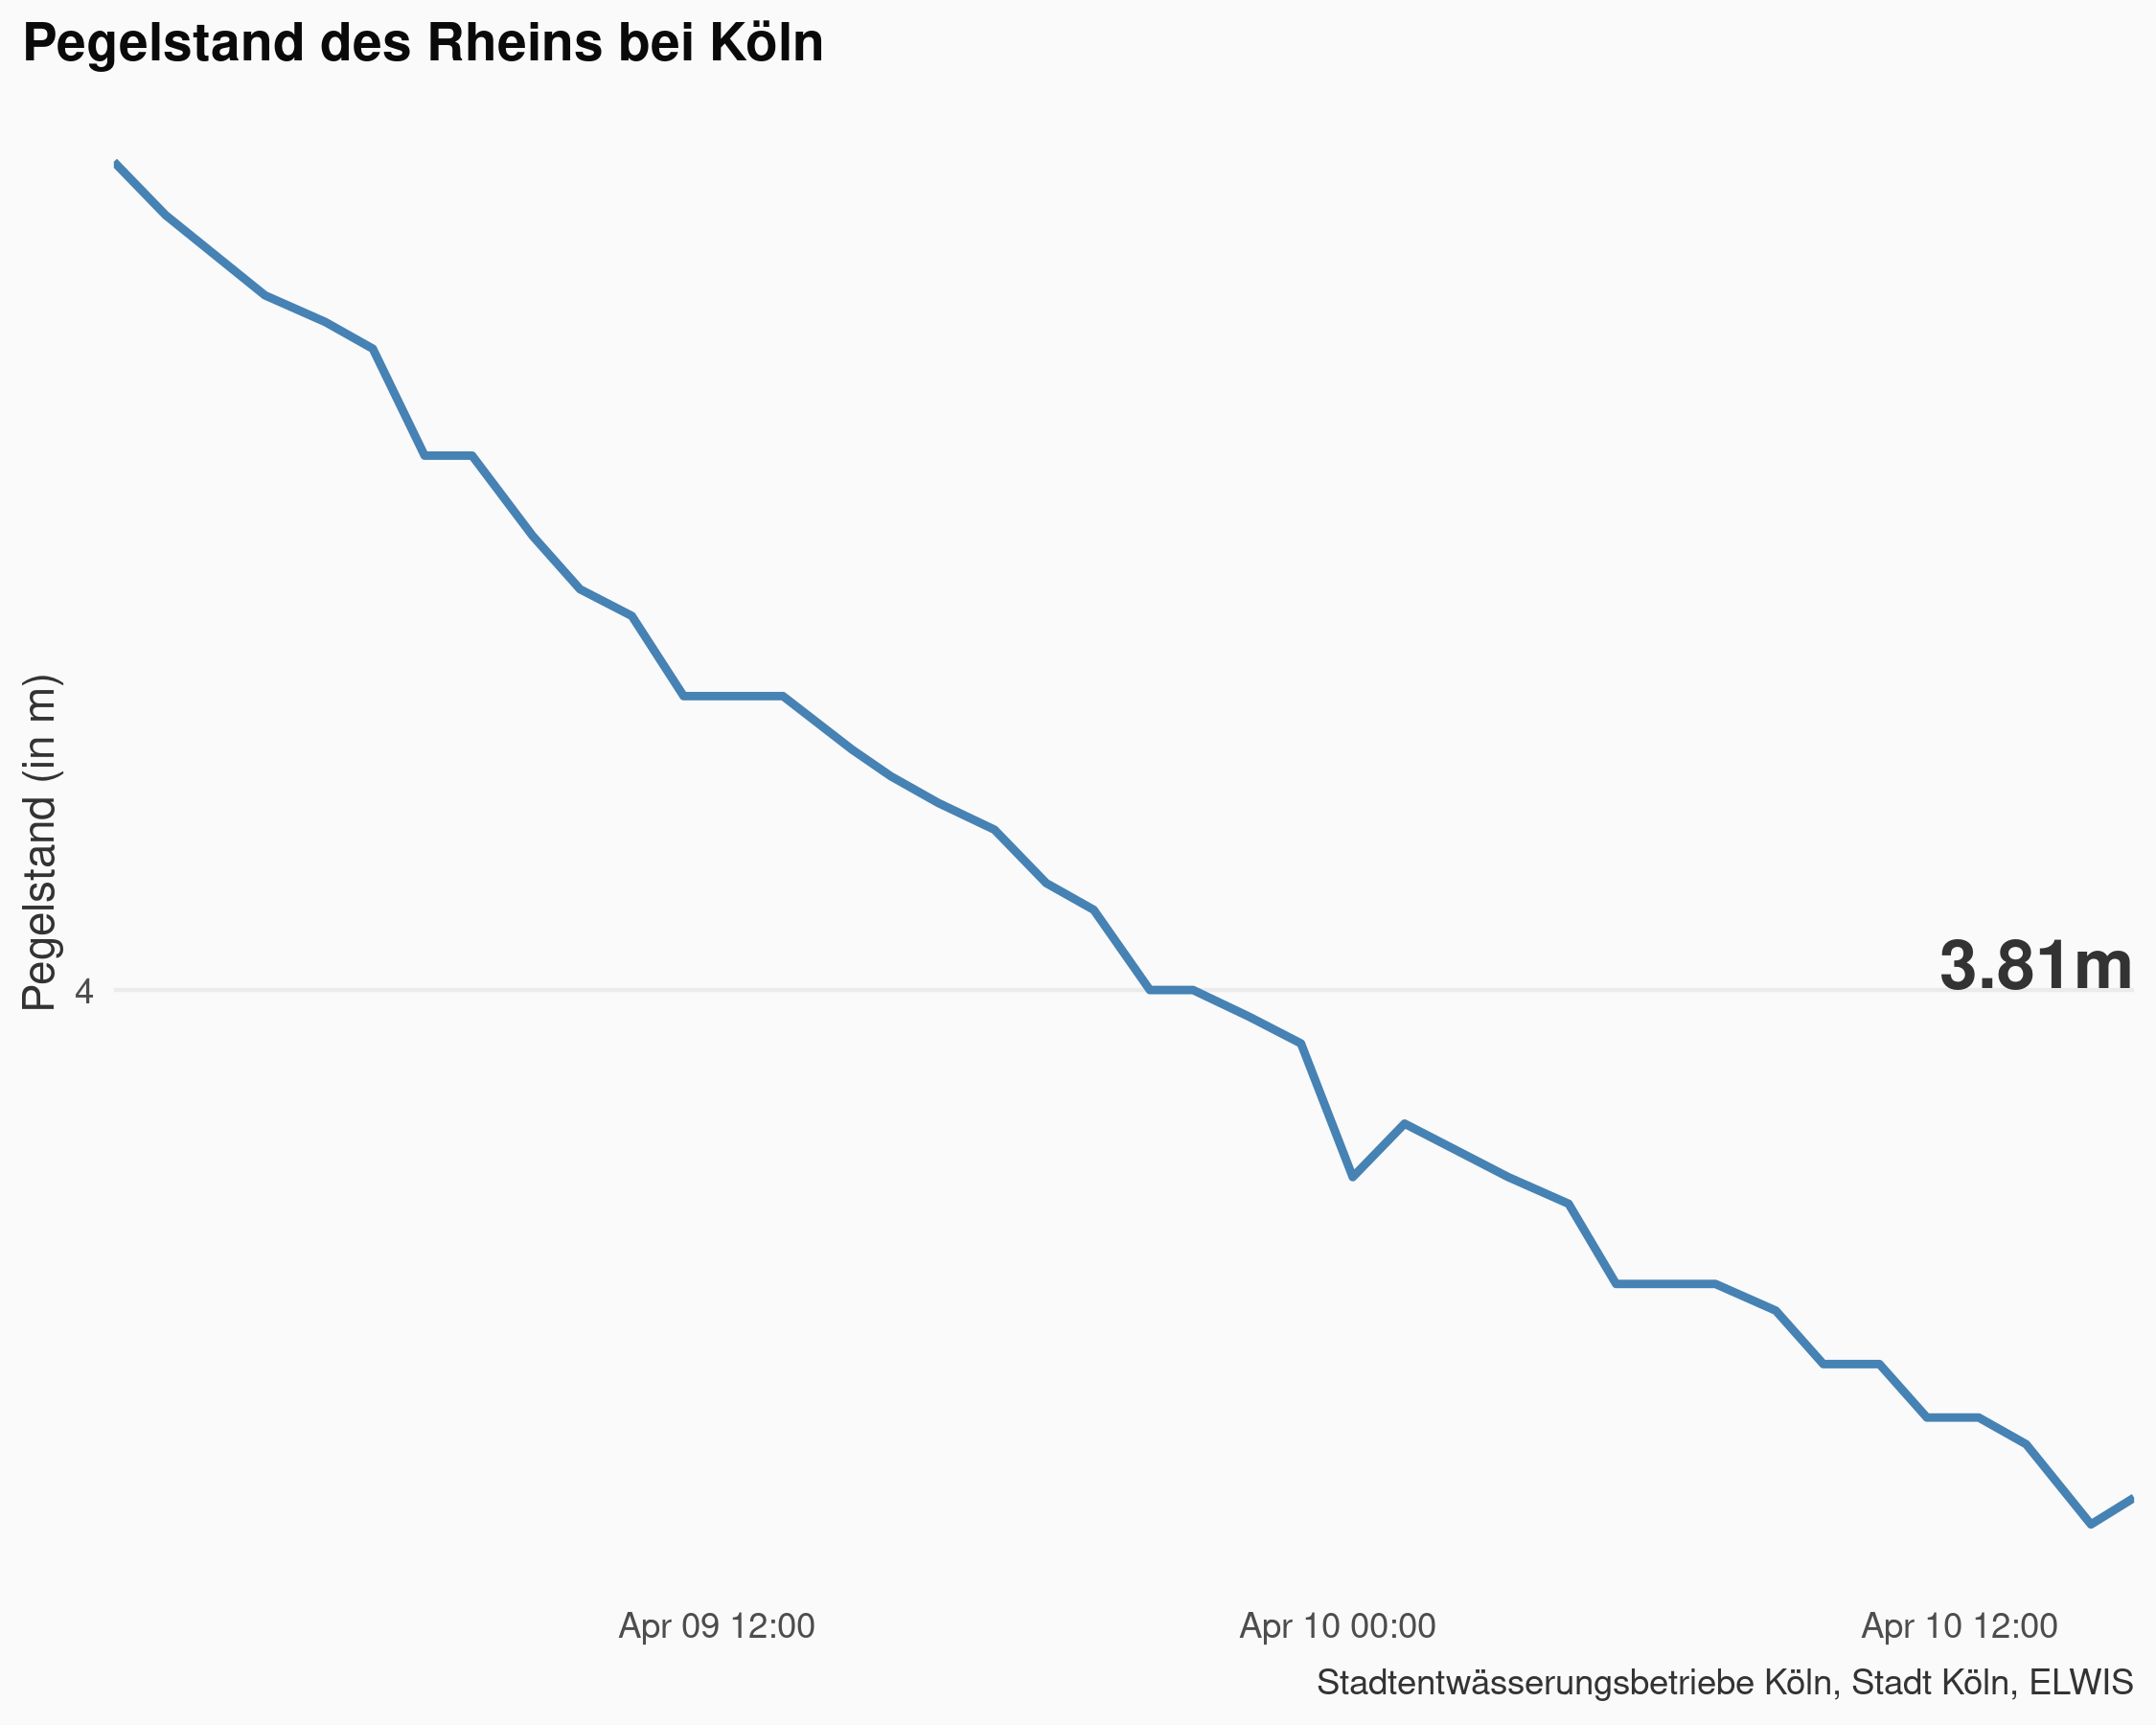 Pegelstand des Rheins bei Köln
Pegelstand (in m)
4
3.81m
Apr 09 12:00
Apr 10 00:00
Apr 10 12:00
Stadtentwässerungsbetriebe Köln, Stadt Köln, ELWIS